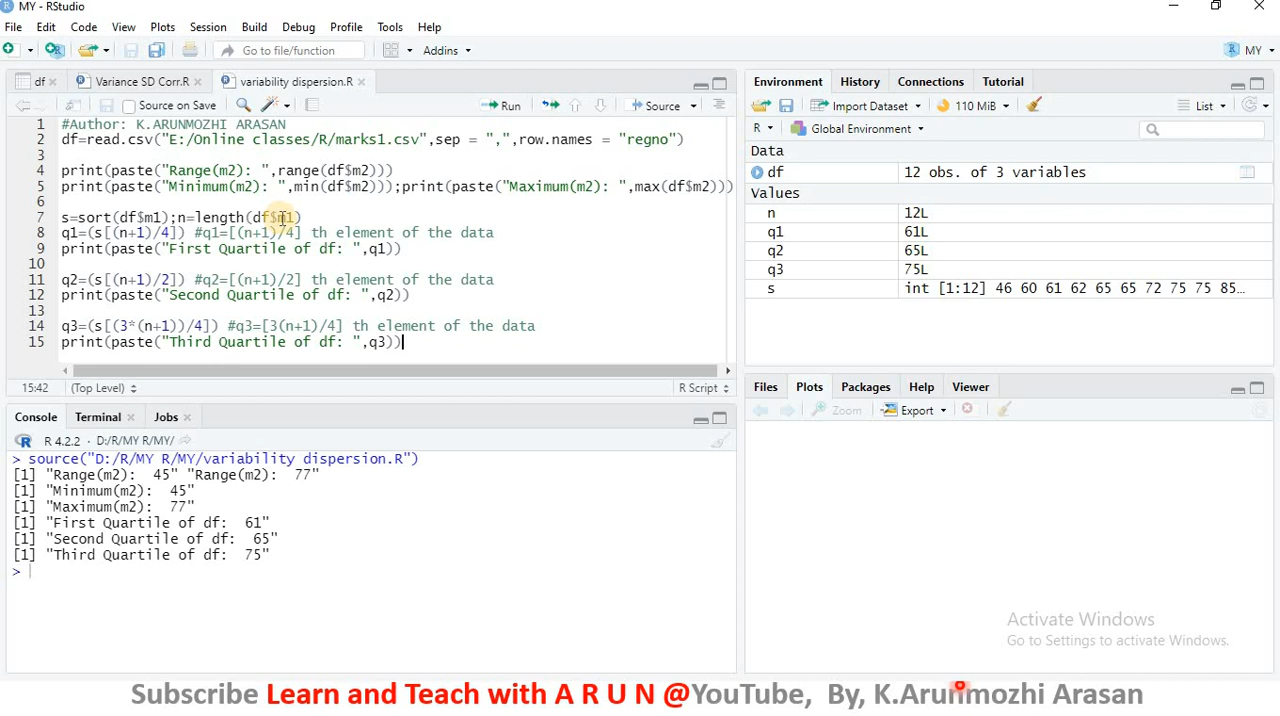 MY - RStudio
File Edit Code View Plots Session Build Debug Profile Tools Help
Go to file/function Addins MY
df Variance SD Corr.R variability dispersion.R
Source on Save Run Source
1 #Author: K.ARUNMOZHI ARASAN
2 df=read.csv("E:/Online classes/R/marks1.csv",sep = ",",row.names = "regno")
3
4 print(paste("Range(m2): ",range(df$m2)))
5 print(paste("Minimum(m2): ",min(df$m2)));print(paste("Maximum(m2): ",max(df$m2)))
6
7 s=sort(df$m1);n=length(df$m1)
8 q1=(s[(n+1)/4]) #q1=[(n+1)/4] th element of the data
9 print(paste("First Quartile of df: ",q1))
10
11 q2=(s[(n+1)/2]) #q2=[(n+1)/2] th element of the data
12 print(paste("Second Quartile of df: ",q2))
13
14 q3=(s[(3*(n+1))/4]) #q3=[3(n+1)/4] th element of the data
15 print(paste("Third Quartile of df: ",q3))
15:42 (Top Level) R Script
Console Terminal Jobs
R 4.2.2 · D:/R/MY R/MY/
> source("D:/R/MY R/MY/variability dispersion.R")
[1] "Range(m2):  45" "Range(m2):  77"
[1] "Minimum(m2):  45"
[1] "Maximum(m2):  77"
[1] "First Quartile of df:  61"
[1] "Second Quartile of df:  65"
[1] "Third Quartile of df:  75"
>
Environment History Connections Tutorial
Import Dataset 110 MiB List
R Global Environment
Data
df 12 obs. of 3 variables
Values
n 12L
q1 61L
q2 65L
q3 75L
s int [1:12] 46 60 61 62 65 65 72 75 75 85...
Files Plots Packages Help Viewer
Zoom Export
Activate Windows
Go to Settings to activate Windows.
Subscribe Learn and Teach with A R U N @YouTube, By, K.Arunmozhi Arasan